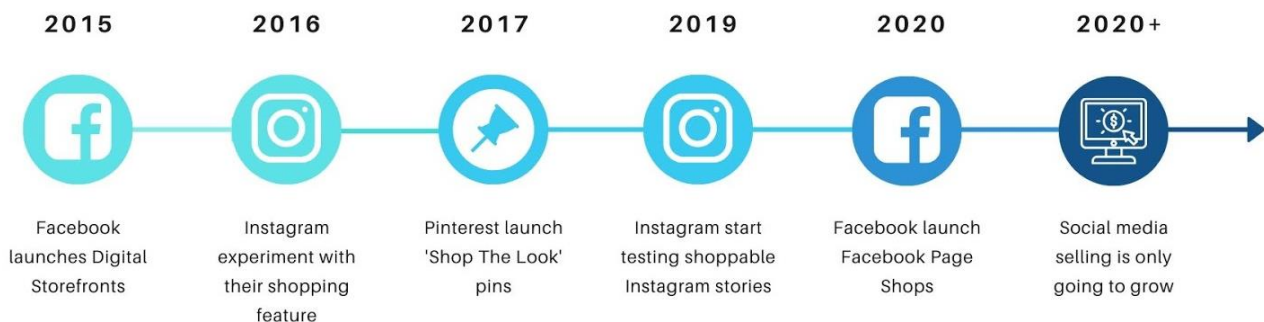 2015
2016
2017
2019
2020
2020+
Facebook
launches Digital
Storefronts
Instagram
experiment with
their shopping
feature
Pinterest launch
'Shop The Look'
pins
Instagram start
testing shoppable
Instagram stories
Facebook launch
Facebook Page
Shops
Social media
selling is only
going to grow